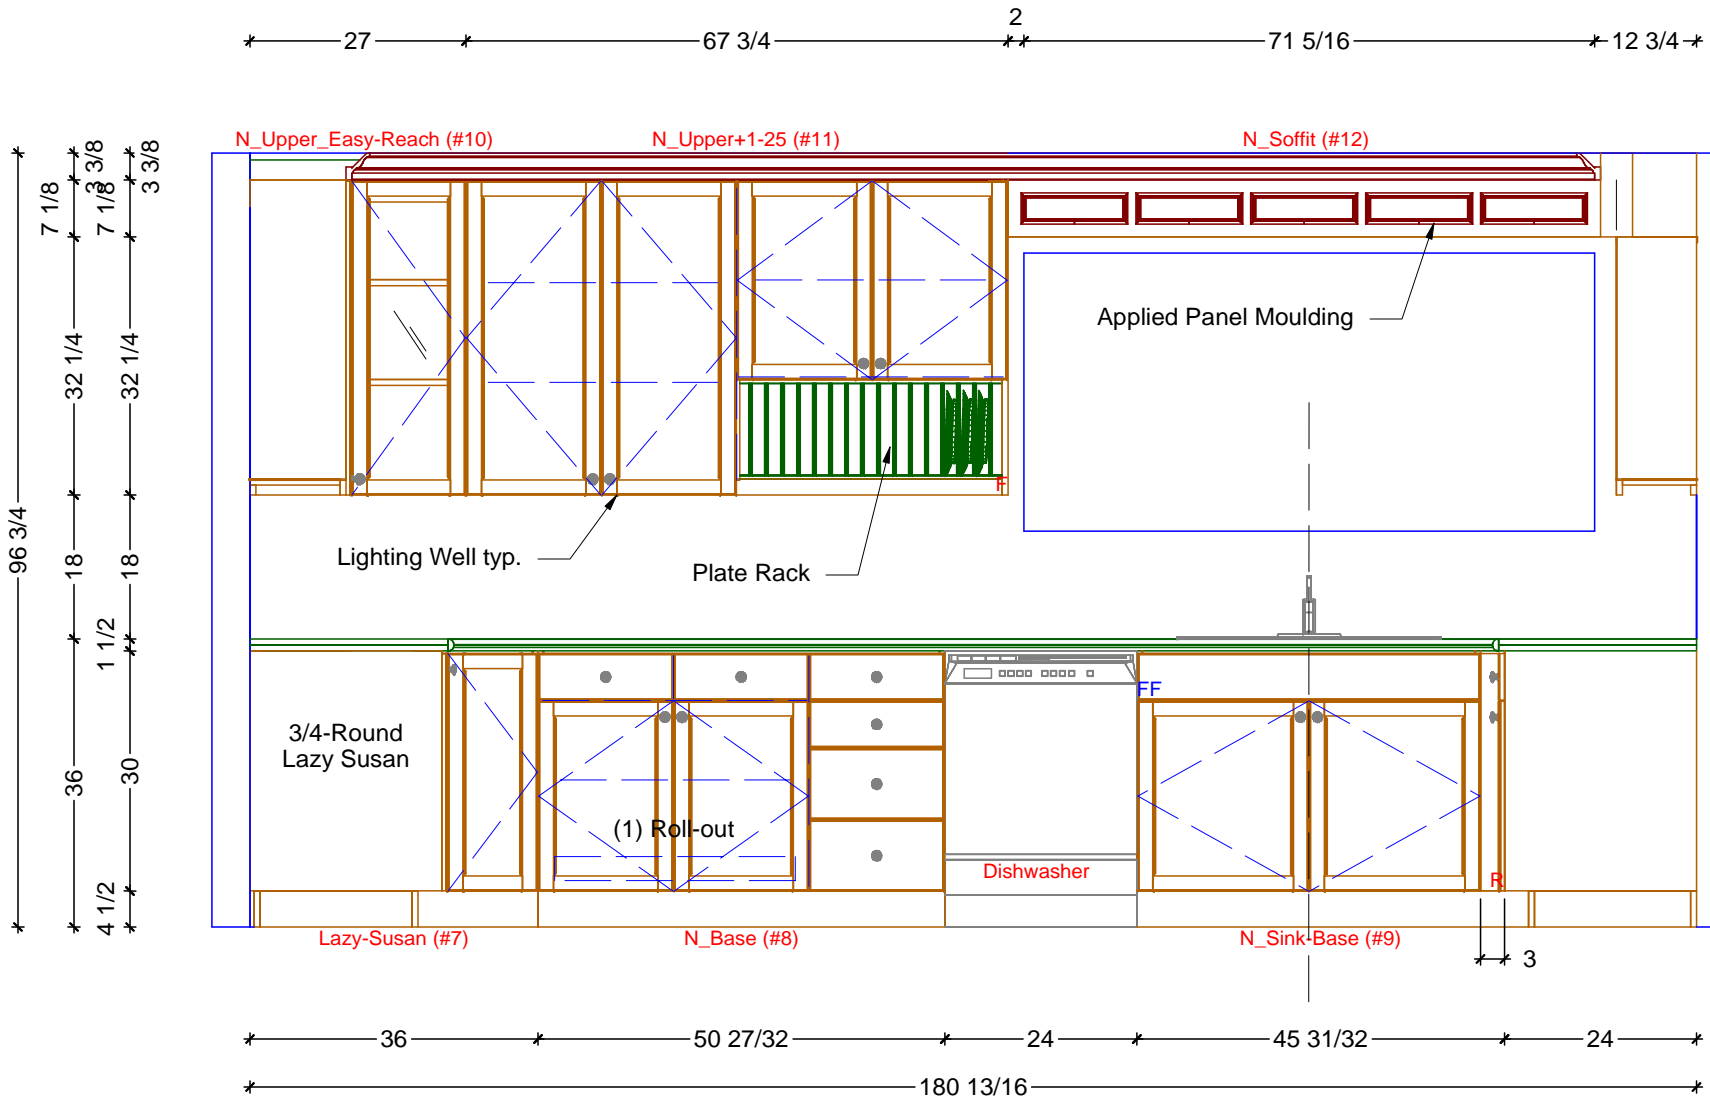 2
27
67 3/4
71 5/16
12 3/4
N_Upper_Easy-Reach (#10)
N_Upper+1-25 (#11)
N_Soffit (#12)
3 3/8
3 3/8
7 1/8
7 1/8
Applied Panel Moulding
32 1/4
32 1/4
F
96 3/4
18
18
Lighting Well typ.
Plate Rack
1 1/2
FF
3/4-Round
Lazy Susan
36
30
(1) Roll-out
Dishwasher
R
4 1/2
Lazy-Susan (#7)
N_Base (#8)
N_Sink-Base (#9)
3
36
50 27/32
24
45 31/32
24
180 13/16